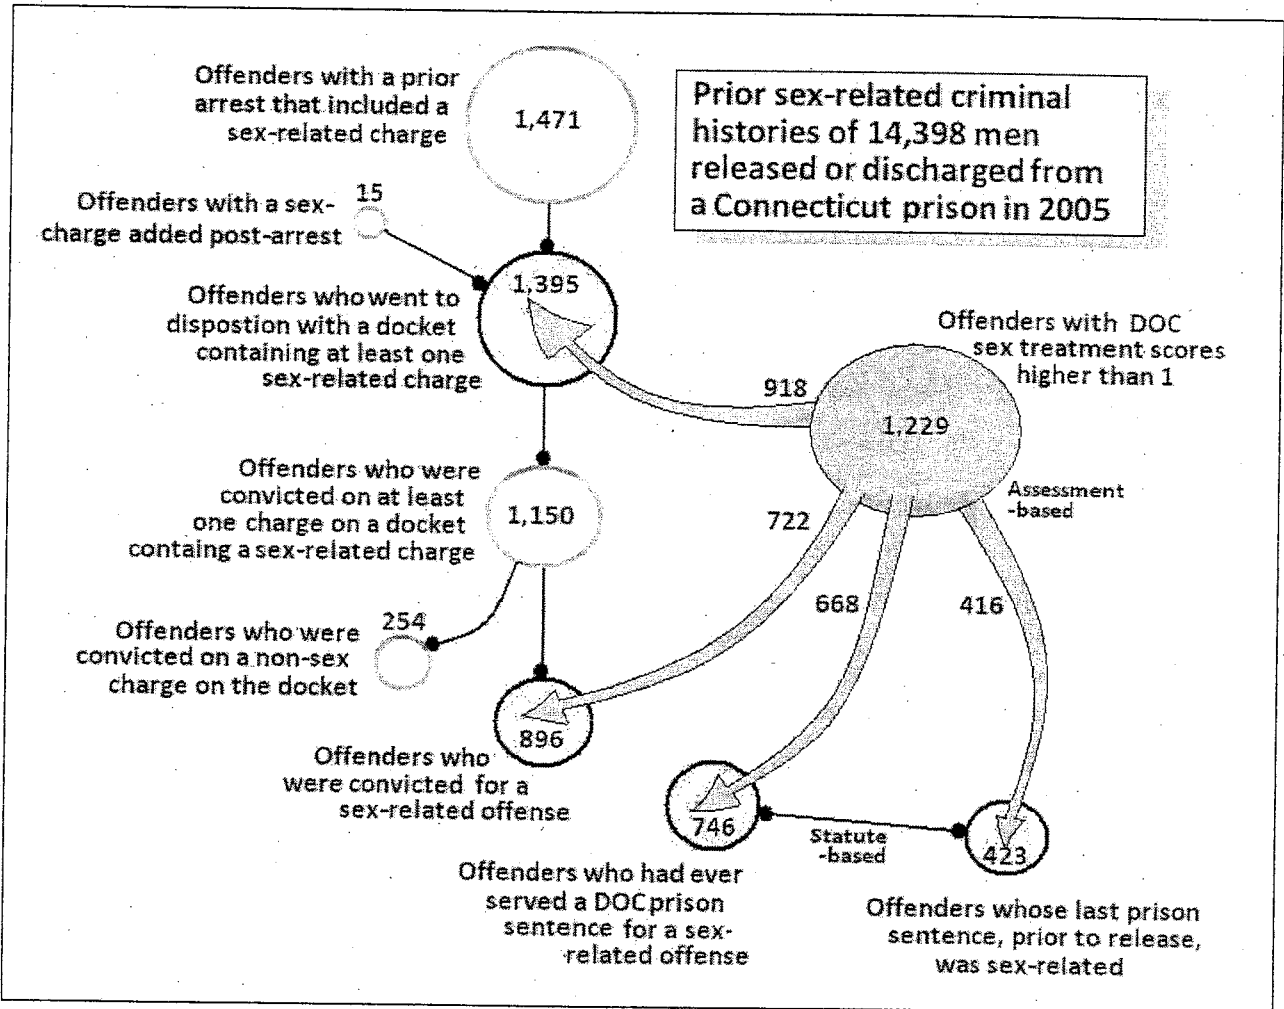 Offenders with a prior
arrest that included a
sex-related charge
1,471
Prior sex-related criminal
histories of 14,398 men
released or discharged from
a Connecticut prison in 2005
15
Offenders with a sex-
charge added post-arrest
1,395
Offenders who went to
dispostion with a docket
containing at least one
sex-related charge
Offenders with DOC
sex treatment scores
higher than 1
918
1,229
Assessment
-based
Offenders who were
convicted on at least
one charge on a docket
containg a sex-related charge
1,150
722
668
416
254
Offenders who were
convicted on a non-sex
charge on the docket
896
Offenders who
were convicted for a
sex-related offense
746
Statute
-based
423
Offenders who had ever
served a DOC prison
sentence for a sex-
related offense
Offenders whose last prison
sentence, prior to release,
was sex-related